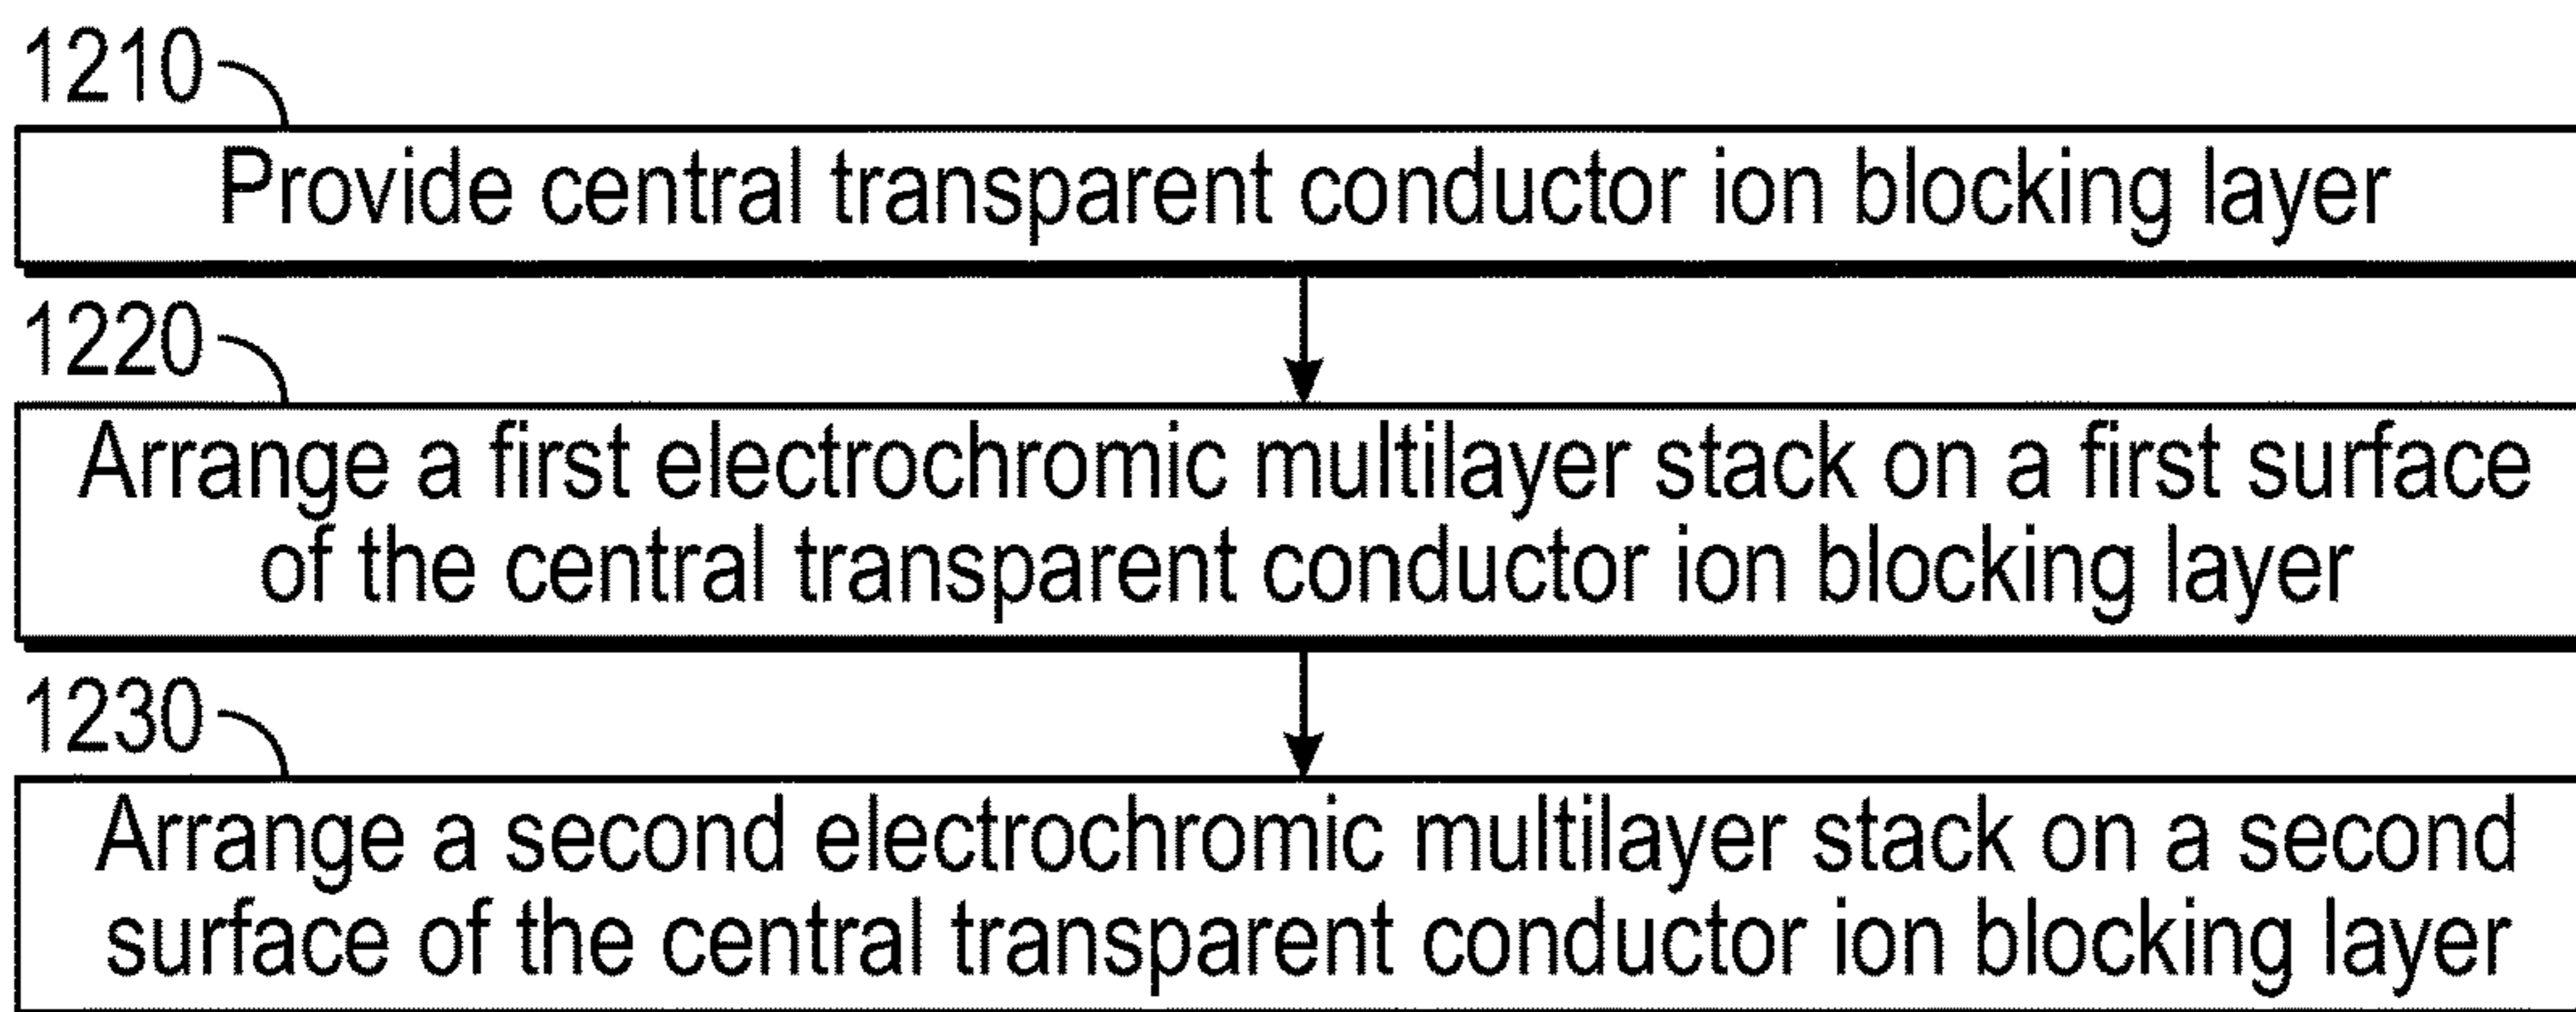 1210
Provide central transparent conductor ion blocking layer
1220
Arrange a first electrochromic multilayer stack on a first surface
of the central transparent conductor ion blocking layer
1230
Arrange a second electrochromic multilayer stack on a second
surface of the central transparent conductor ion blocking layer